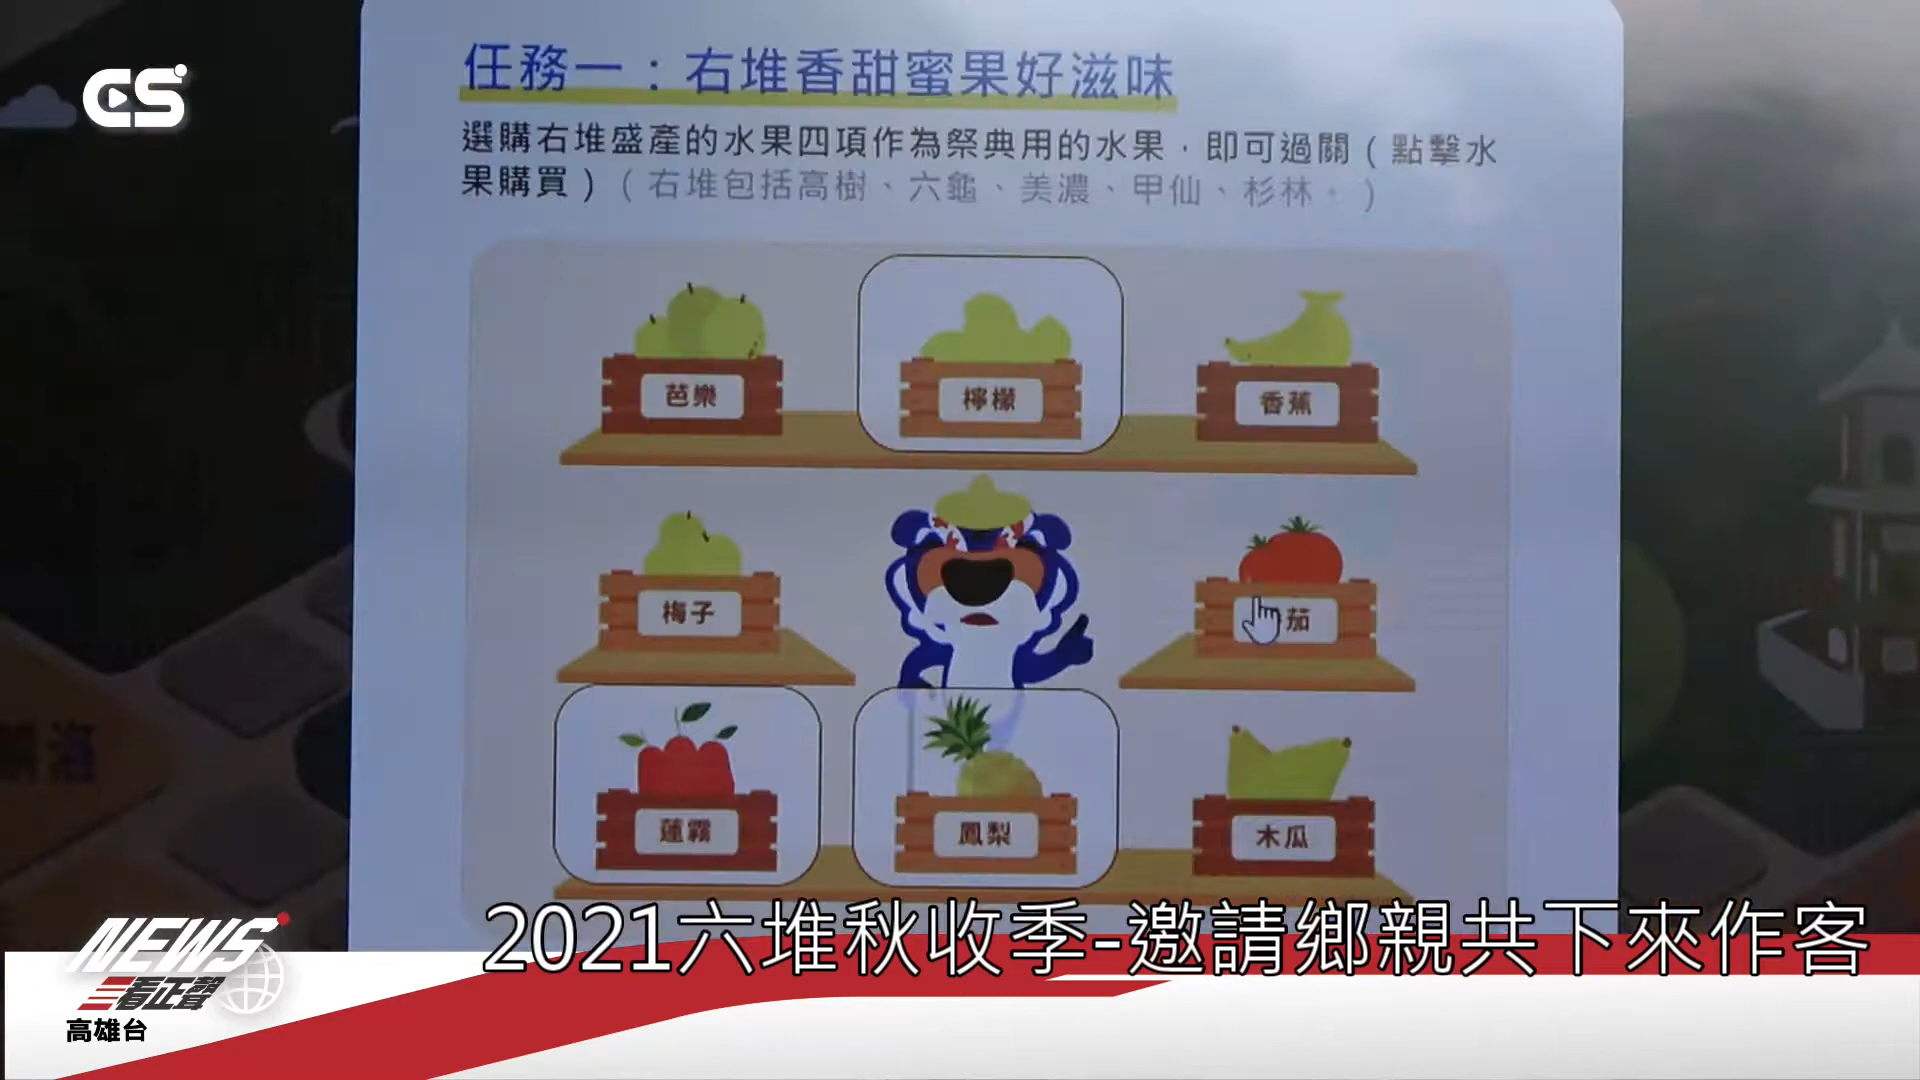 CS
任務一：右堆香甜蜜果好滋味
選購右堆盛產的水果四項作為祭典用的水果，即可過關（點擊水
果購買）（右堆包括高樹、六龜、美濃、甲仙、杉林。）
芭樂
檸檬
香蕉
梅子
茄
蓮霧
鳳梨
木瓜
2021六堆秋收季-邀請鄉親共下來作客
NEWS
看正聲
高雄台